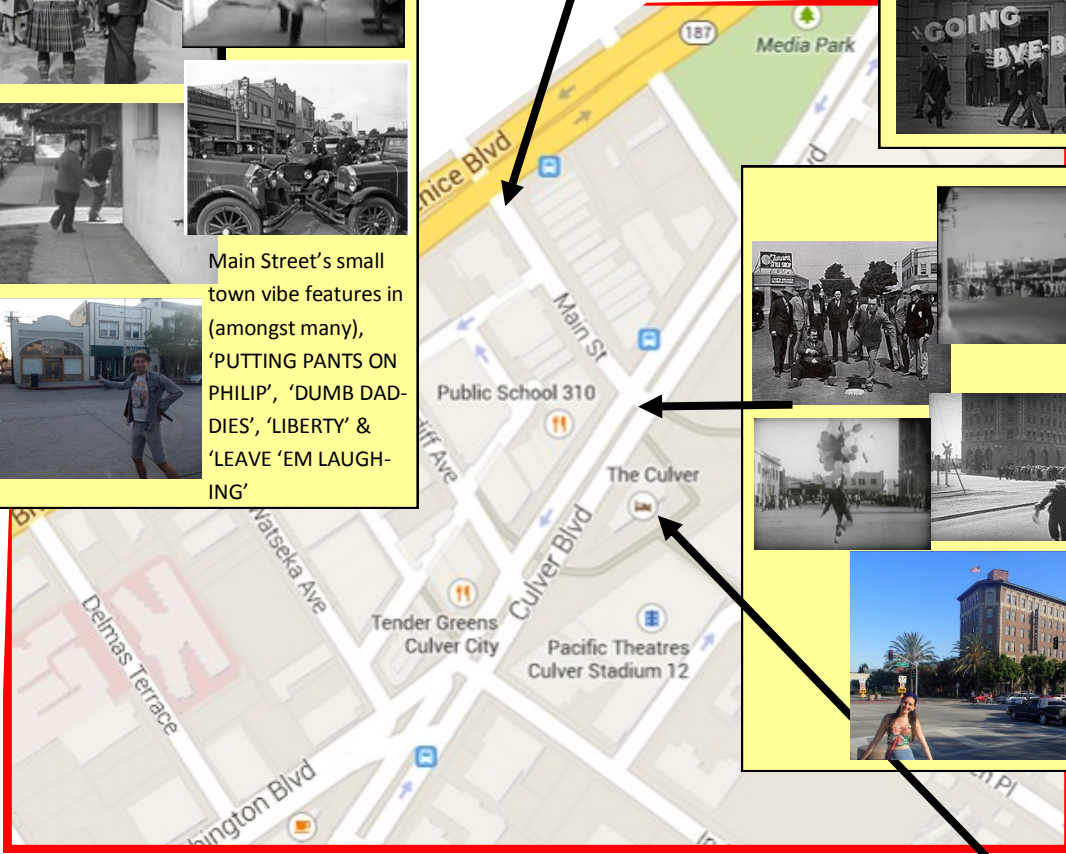 Main Street's small
town vibe features in
(amongst many),
'PUTTING PANTS ON
PHILIP', 'DUMB DAD-
DIES', 'LIBERTY' &
'LEAVE 'EM LAUGH-
ING'
187
Media Park
GOING
BYE-B
nice Blvd
Main St
Public School 310
iff Ave
The Culver
Watseka Ave
Culver Blvd
Tender Greens
Culver City
Pacific Theatres
Culver Stadium 12
Delmas Terrace
hington Blvd